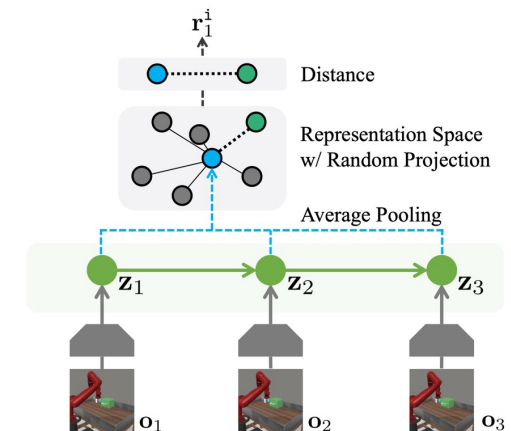 r₁ⁱ
Distance
Representation Space
w/ Random Projection
Average Pooling
z₁ z₂ z₃
o₁ o₂ o₃